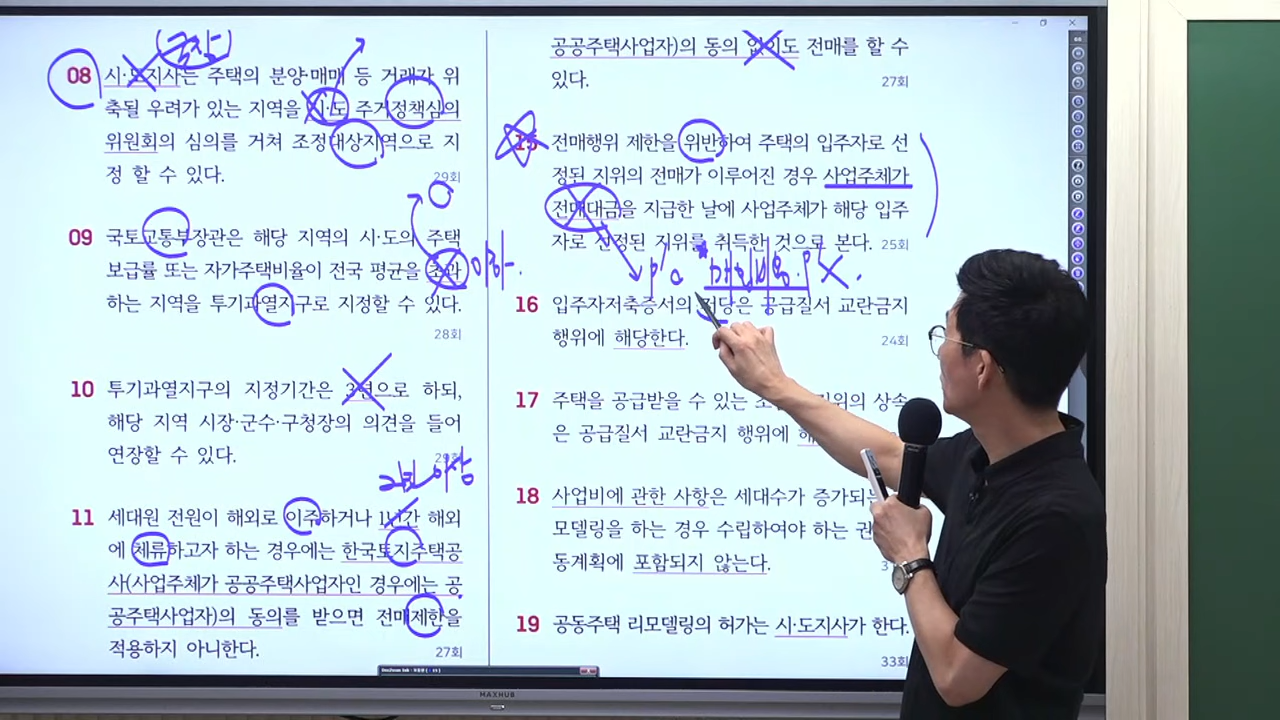 (국장)
08 시·도지사는 주택의 분양·매매 등 거래가 위
축될 우려가 있는 지역을 시·도 주거정책심의
위원회의 심의를 거쳐 조정대상지역으로 지
정 할 수 있다. 29회
09 국토교통부장관은 해당 지역의 시·도의 주택
보급률 또는 자가주택비율이 전국 평균을 초과
이하
하는 지역을 투기과열지구로 지정할 수 있다.
28회
10 투기과열지구의 지정기간은 3년으로 하되,
해당 지역 시장·군수·구청장의 의견을 들어
연장할 수 있다. 29회
2년 이상
11 세대원 전원이 해외로 이주하거나 1년간 해외
에 체류하고자 하는 경우에는 한국토지주택공
사(사업주체가 공공주택사업자인 경우에는 공
공주택사업자)의 동의를 받으면 전매제한을
적용하지 아니한다. 27회
공공주택사업자)의 동의 없이도 전매를 할 수
있다. 27회
15 전매행위 제한을 위반하여 주택의 입주자로 선
정된 지위의 전매가 이루어진 경우 사업주체가
전매대금을 지급한 날에 사업주체가 해당 입주
자로 선정된 지위를 취득한 것으로 본다. 25회
16 입주자저축증서의 저당은 공급질서 교란금지
행위에 해당한다. 24회
17 주택을 공급받을 수 있는 지위의 상속
은 공급질서 교란금지 행위에
18 사업비에 관한 사항은 세대수가 증가되는
모델링을 하는 경우 수립하여야 하는
동계획에 포함되지 않는다.
19 공동주택 리모델링의 허가는 시·도지사가 한다.
33회
MAXHUB